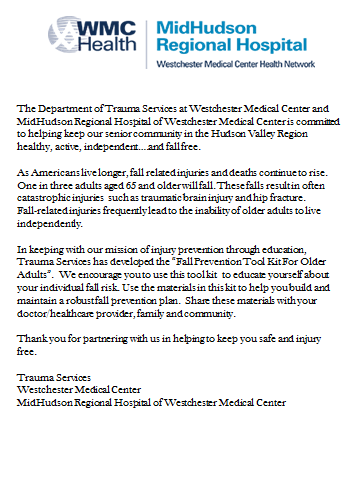 WMC
Health
MidHudson
Regional Hospital
Westchester Medical Center Health Network
The Department of Trauma Services at Westchester Medical Center and
MidHudson Regional Hospital of Westchester Medical Center is committed
to helping keep our senior community in the Hudson Valley Region
healthy, active, independent....and fall free.
As Americans live longer, fall related injuries and deaths continue to rise.
One in three adults aged 65 and older will fall. These falls result in often
catastrophic injuries such as traumatic brain injury and hip fracture.
Fall-related injuries frequently lead to the inability of older adults to live
independently.
In keeping with our mission of injury prevention through education,
Trauma Services has developed the "Fall Prevention Tool Kit For Older
Adults". We encourage you to use this tool kit to educate yourself about
your individual fall risk. Use the materials in this kit to help you build and
maintain a robust fall prevention plan. Share these materials with your
doctor/healthcare provider, family and community.
Thank you for partnering with us in helping to keep you safe and injury
free.
Trauma Services
Westchester Medical Center
MidHudson Regional Hospital of Westchester Medical Center